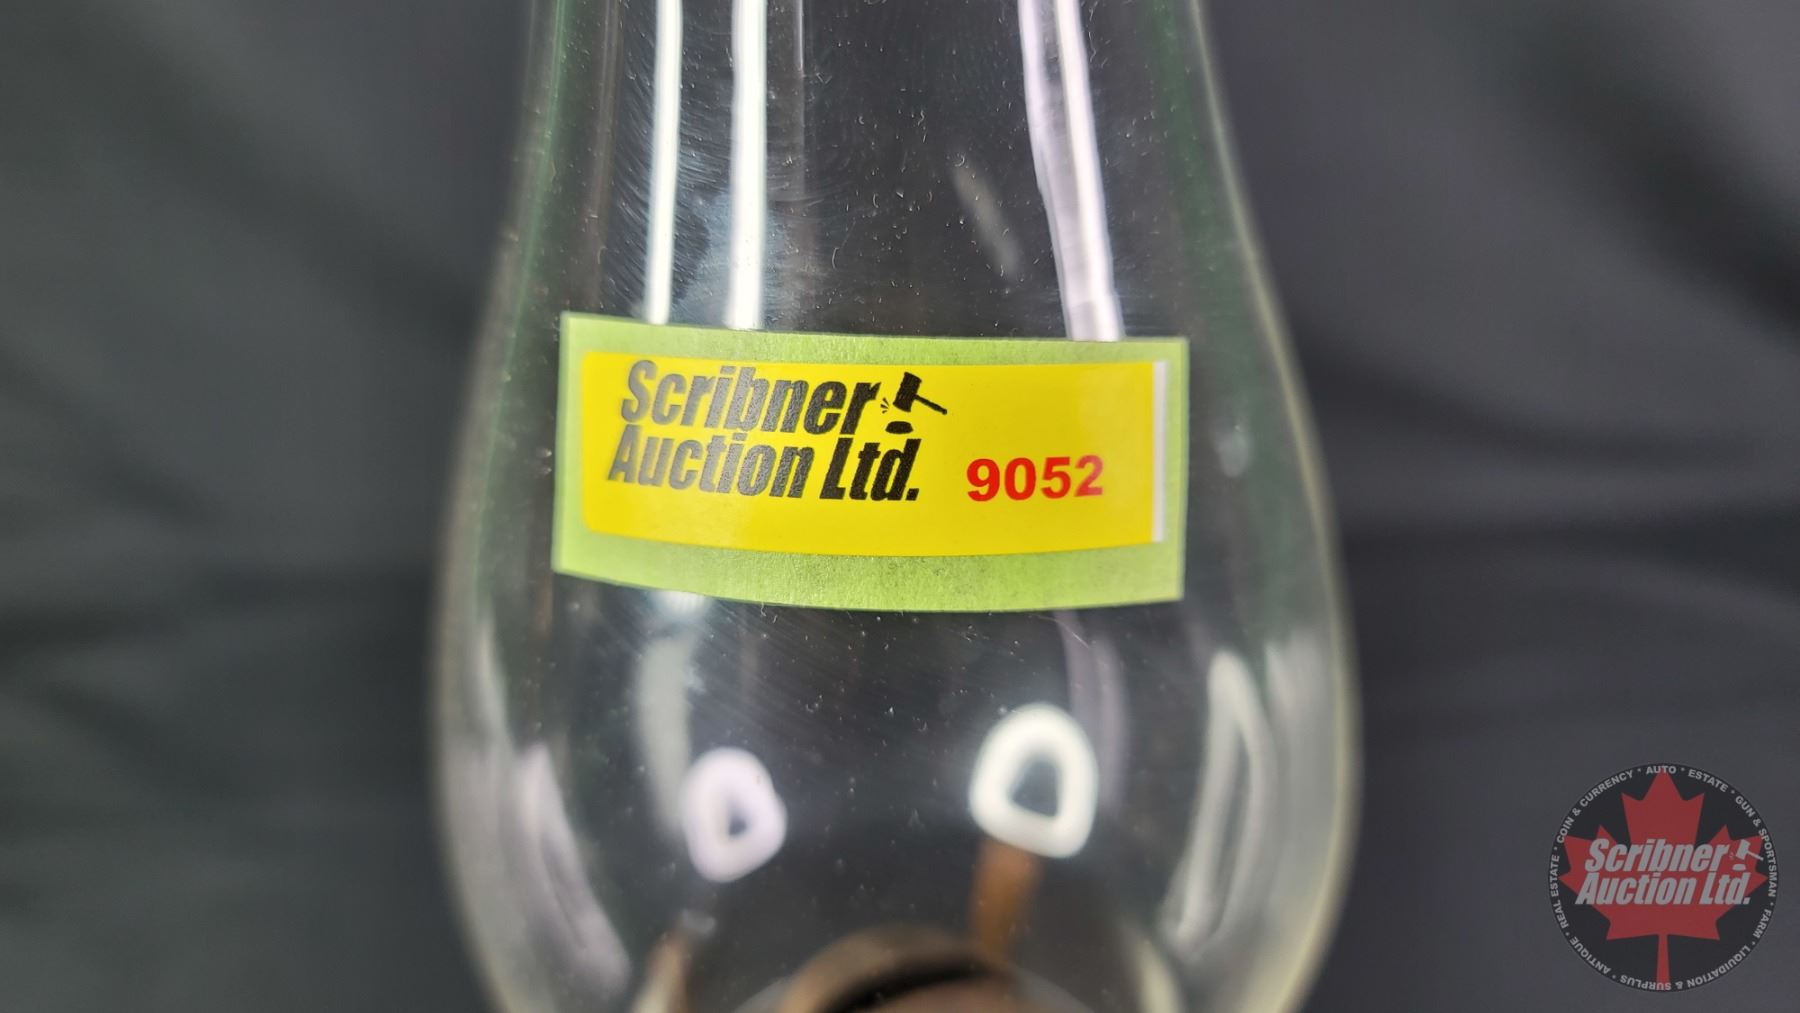 Scribner
Auction Ltd.
9052
COIN & CURRENCY • AUTO • ESTATE • GUN & SPORTSMAN • FARM • LIQUIDATION & SURPLUS • ANTIQUE • REAL ESTATE •
Scribner
Auction Ltd.